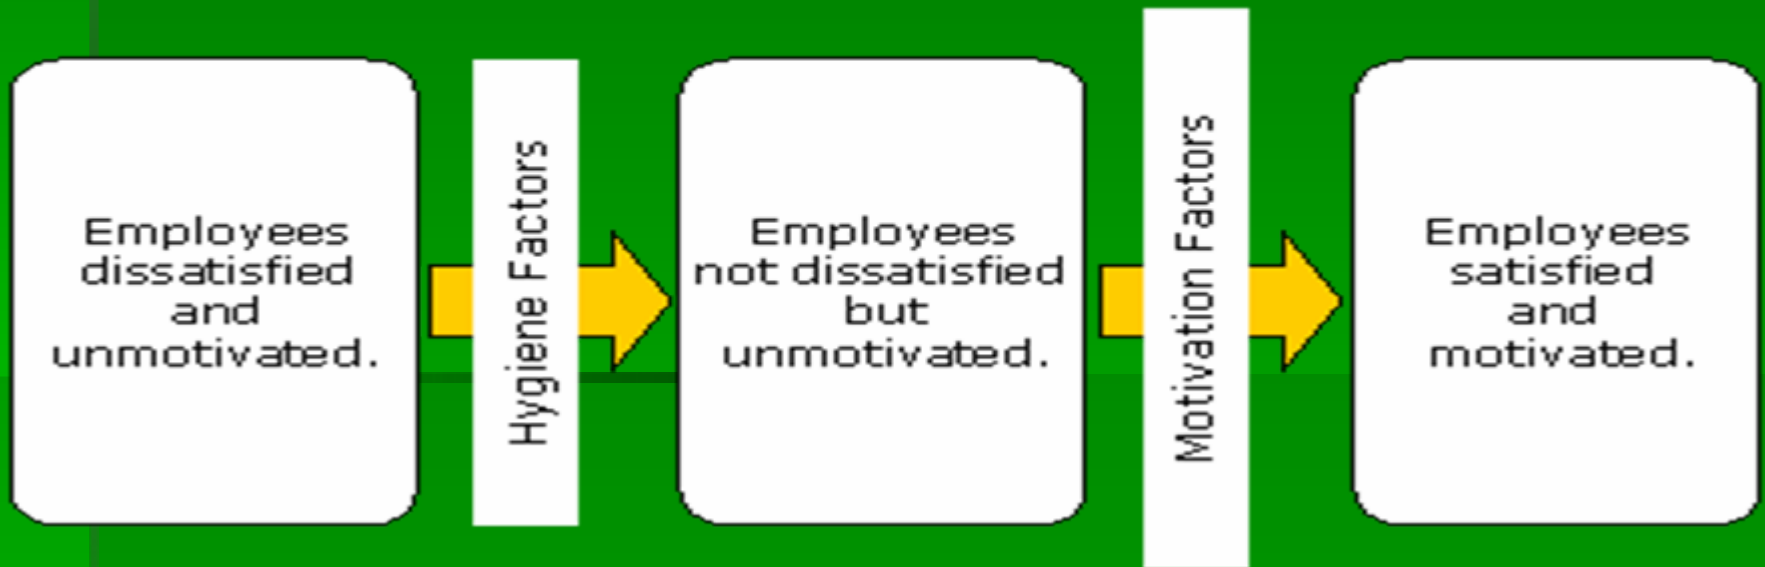 Employees
dissatisfied
and
unmotivated.
Hygiene Factors
Employees
not dissatisfied
but
unmotivated.
Motivation Factors
Employees
satisfied
and
motivated.